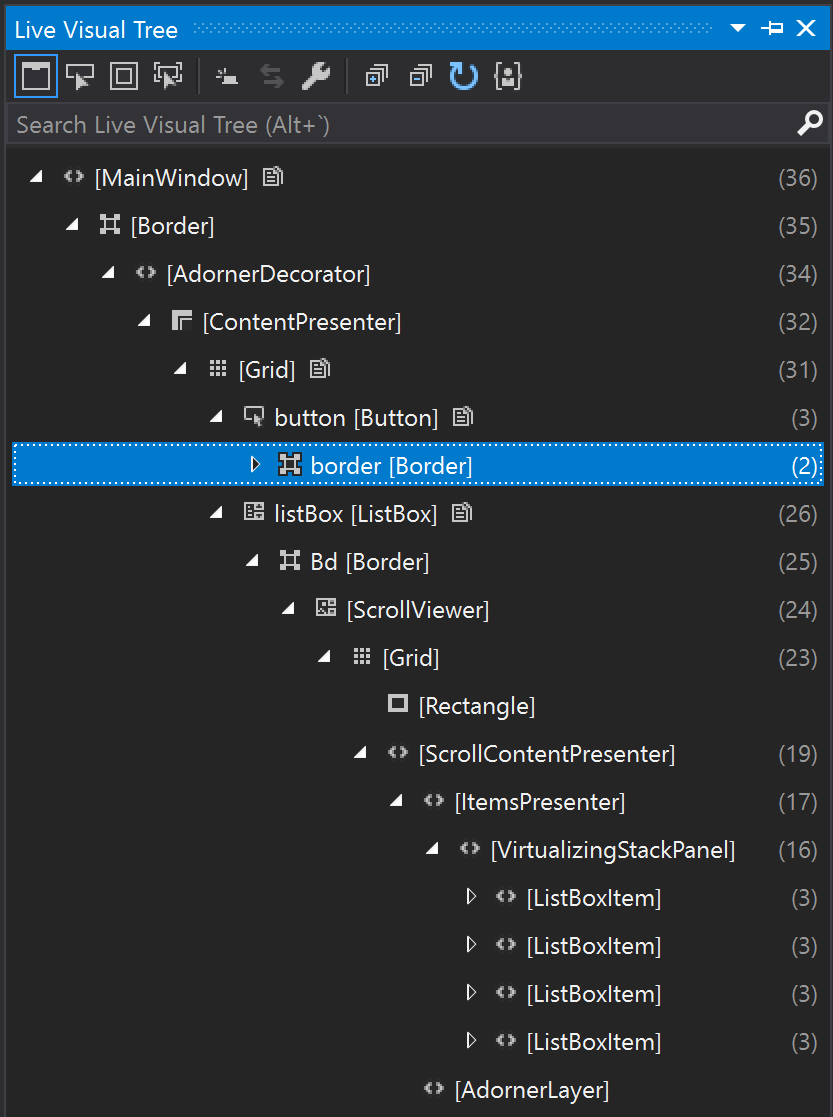 Live Visual Tree
Search Live Visual Tree (Alt+`)
[MainWindow] (36)
[Border] (35)
[AdornerDecorator] (34)
[ContentPresenter] (32)
[Grid] (31)
button [Button] (3)
border [Border] (2)
listBox [ListBox] (26)
Bd [Border] (25)
[ScrollViewer] (24)
[Grid] (23)
[Rectangle]
[ScrollContentPresenter] (19)
[ItemsPresenter] (17)
[VirtualizingStackPanel] (16)
[ListBoxItem] (3)
[ListBoxItem] (3)
[ListBoxItem] (3)
[ListBoxItem] (3)
[AdornerLayer]